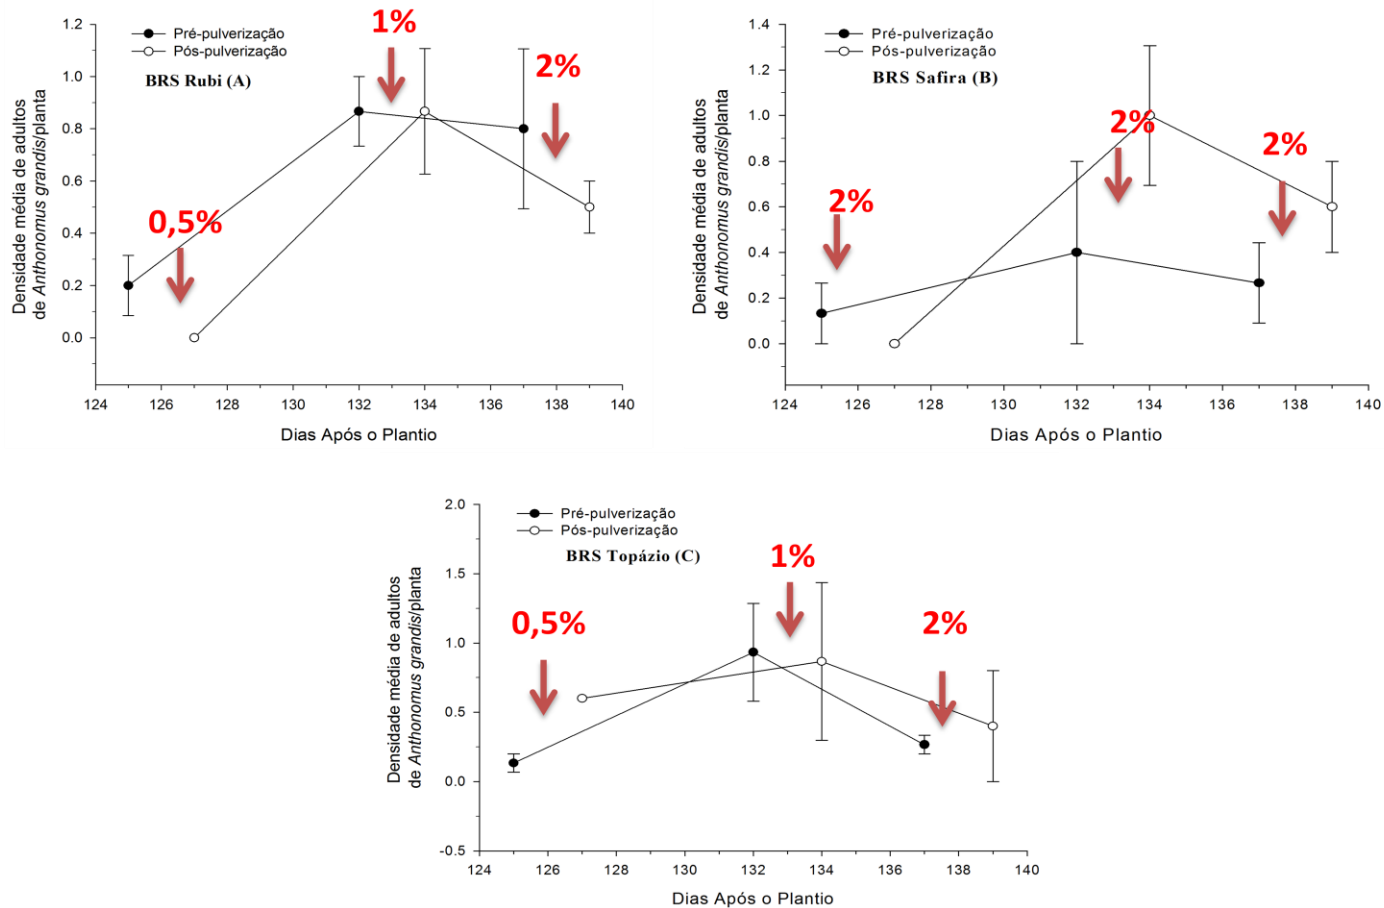 Densidade média de adultos
de Anthonomus grandis/planta
1.2
1.0
0.8
0.6
0.4
0.2
0.0
Pré-pulverização
Pós-pulverização
BRS Rubi (A)
0,5%
1%
2%
124 126 128 130 132 134 136 138 140
Dias Após o Plantio
Densidade média de adultos
de Anthonomus grandis/planta
1.4
1.2
1.0
0.8
0.6
0.4
0.2
0.0
Pré-pulverização
Pós-pulverização
BRS Safira (B)
2%
2%
2%
124 126 128 130 132 134 136 138 140
Dias Após o Plantio
Densidade média de adultos
de Anthonomus grandis/planta
2.0
1.5
1.0
0.5
0.0
-0.5
Pré-pulverização
Pós-pulverização
BRS Topázio (C)
0,5%
1%
2%
124 126 128 130 132 134 136 138 140
Dias Após o Plantio